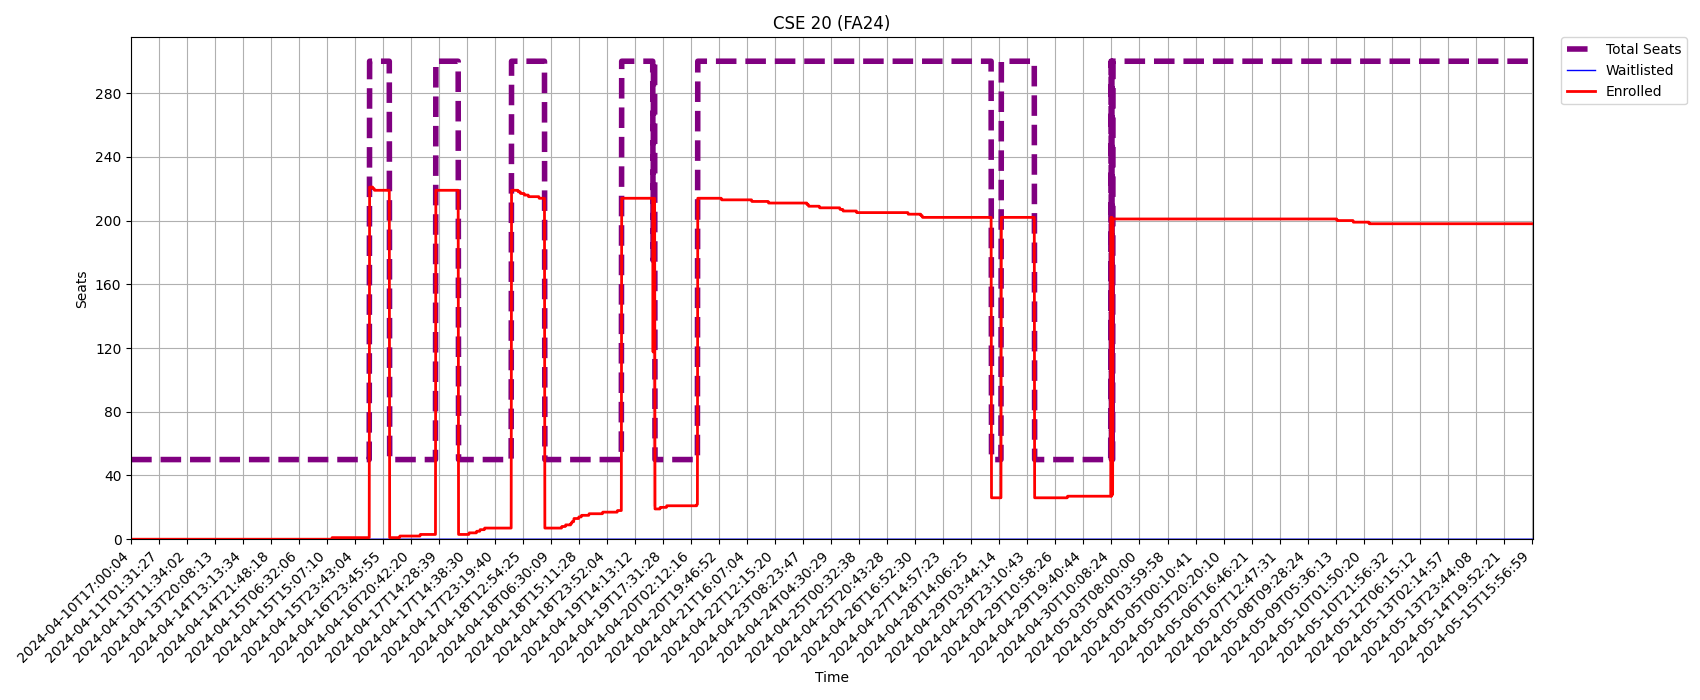 CSE 20 (FA24)
Total Seats
Waitlisted
Enrolled
Seats
280
240
200
160
120
80
40
0
2024-04-10T17:00:04
2024-04-11T01:31:27
2024-04-13T11:34:02
2024-04-13T20:08:13
2024-04-14T13:13:34
2024-04-14T21:48:18
2024-04-15T06:32:06
2024-04-15T15:07:10
2024-04-15T23:43:04
2024-04-16T23:45:55
2024-04-16T20:42:20
2024-04-17T14:28:39
2024-04-17T14:38:30
2024-04-17T23:19:40
2024-04-18T12:54:25
2024-04-18T06:30:09
2024-04-18T15:11:28
2024-04-18T23:52:04
2024-04-19T14:13:12
2024-04-19T17:31:28
2024-04-20T02:12:16
2024-04-20T19:46:52
2024-04-21T16:07:04
2024-04-22T12:15:20
2024-04-23T08:23:47
2024-04-24T04:30:29
2024-04-25T00:32:38
2024-04-25T20:43:28
2024-04-26T16:52:30
2024-04-27T14:57:23
2024-04-28T14:06:25
2024-04-29T03:44:14
2024-04-29T23:10:43
2024-04-29T10:58:26
2024-04-29T19:40:44
2024-04-30T10:08:24
2024-05-03T08:00:00
2024-05-04T03:59:58
2024-05-05T00:10:41
2024-05-05T20:20:10
2024-05-06T16:46:21
2024-05-07T12:47:31
2024-05-08T09:28:24
2024-05-09T05:36:13
2024-05-10T01:50:20
2024-05-10T21:56:32
2024-05-12T06:15:12
2024-05-13T02:14:57
2024-05-13T23:44:08
2024-05-14T19:52:21
2024-05-15T15:56:59
Time